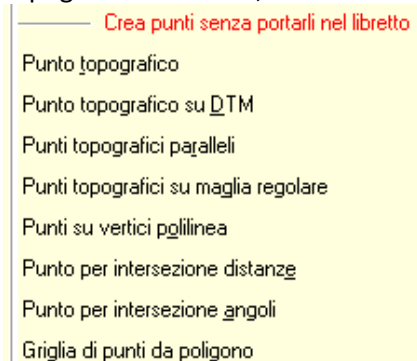 Crea punti senza portarli nel libretto
Punto topografico
Punto topografico su DTM
Punti topografici paralleli
Punti topografici su maglia regolare
Punti su vertici polilinea
Punto per intersezione distanze
Punto per intersezione angoli
Griglia di punti da poligono